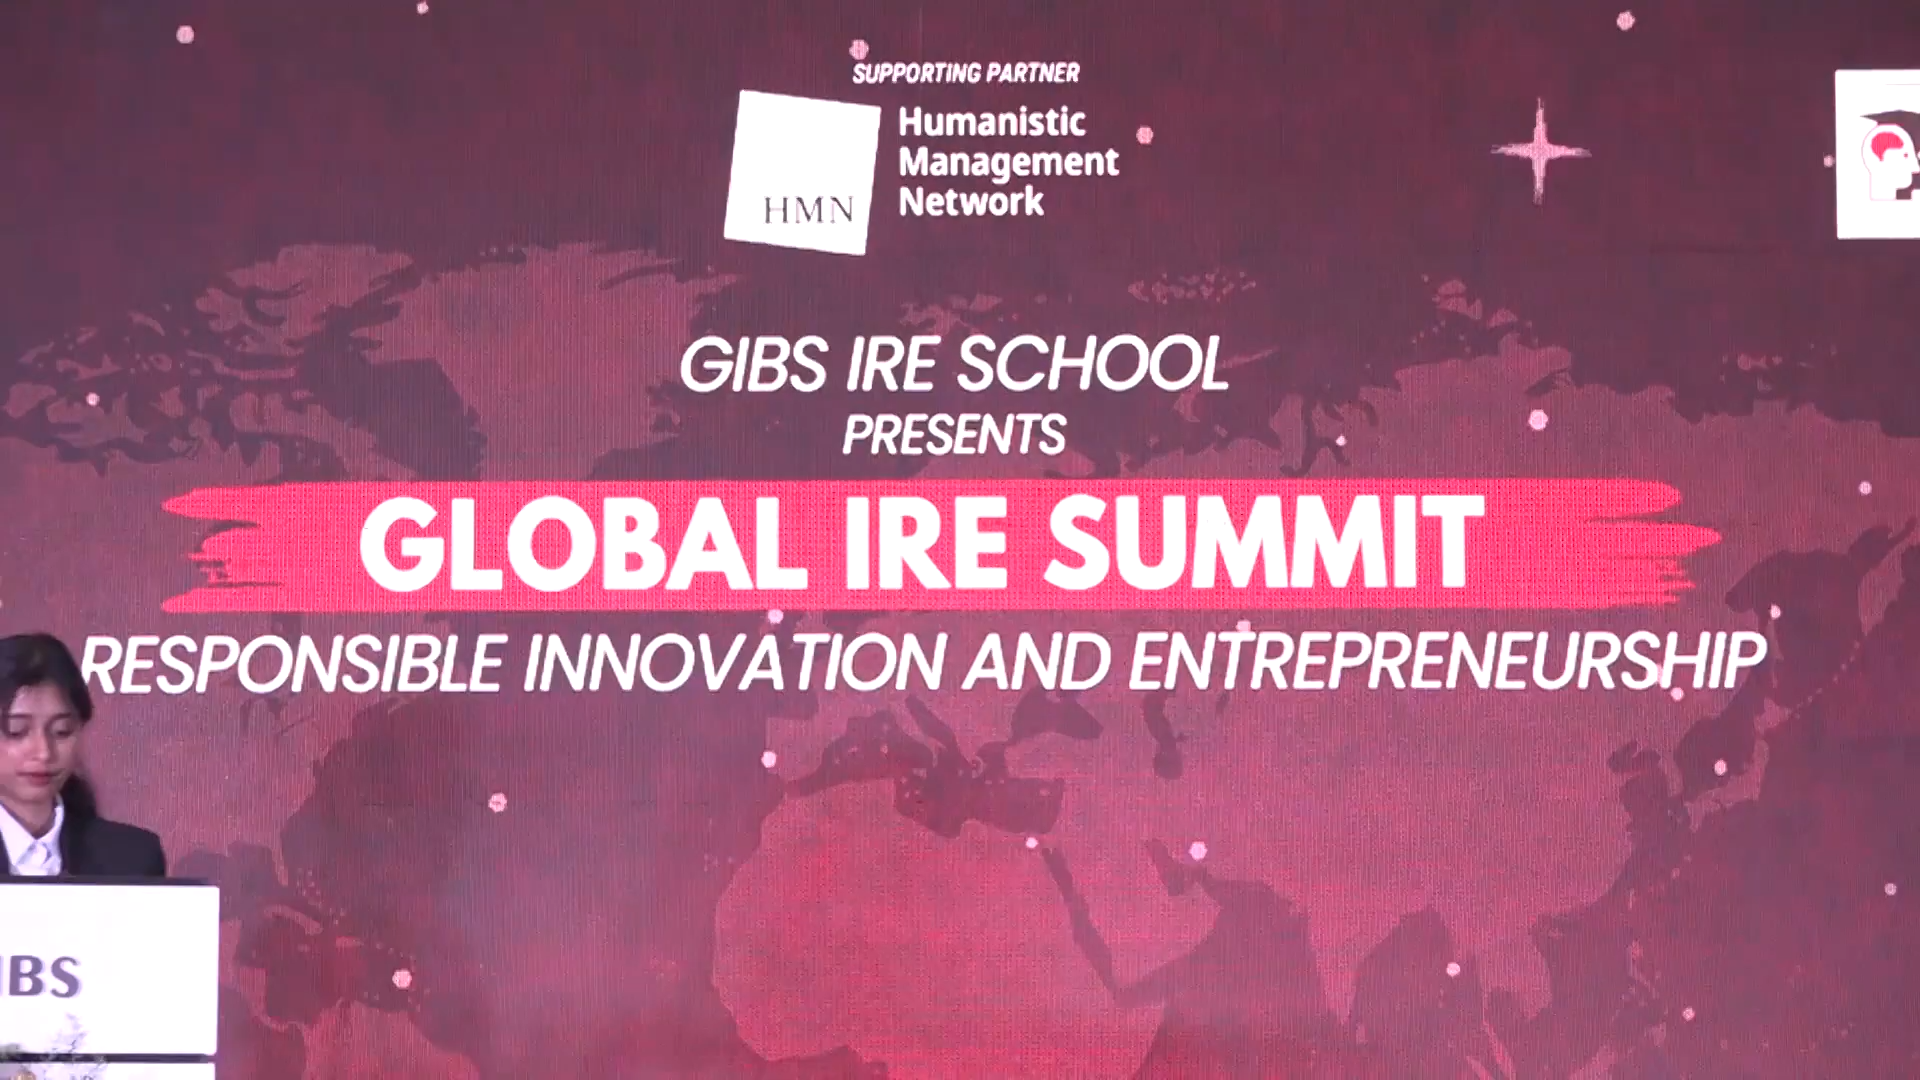 SUPPORTING PARTNER
HMN
Humanistic
Management
Network
GIBS IRE SCHOOL
PRESENTS
GLOBAL IRE SUMMIT
RESPONSIBLE INNOVATION AND ENTREPRENEURSHIP
IBS